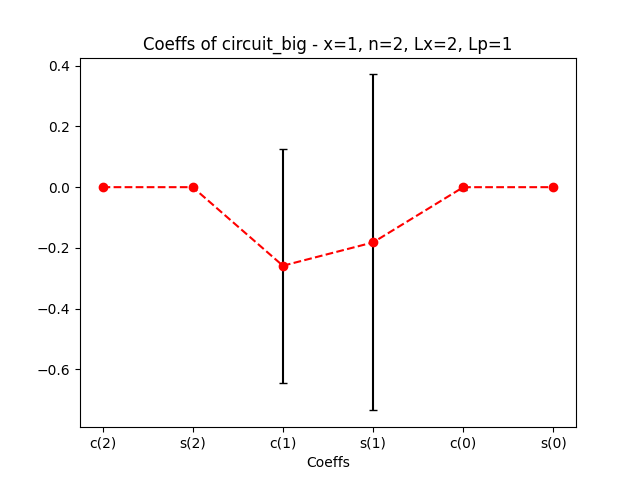 Coeffs of circuit_big - x=1, n=2, Lx=2, Lp=1
0.4
0.2
0.0
−0.2
−0.4
−0.6
c(2) s(2) c(1) s(1) c(0) s(0)
Coeffs